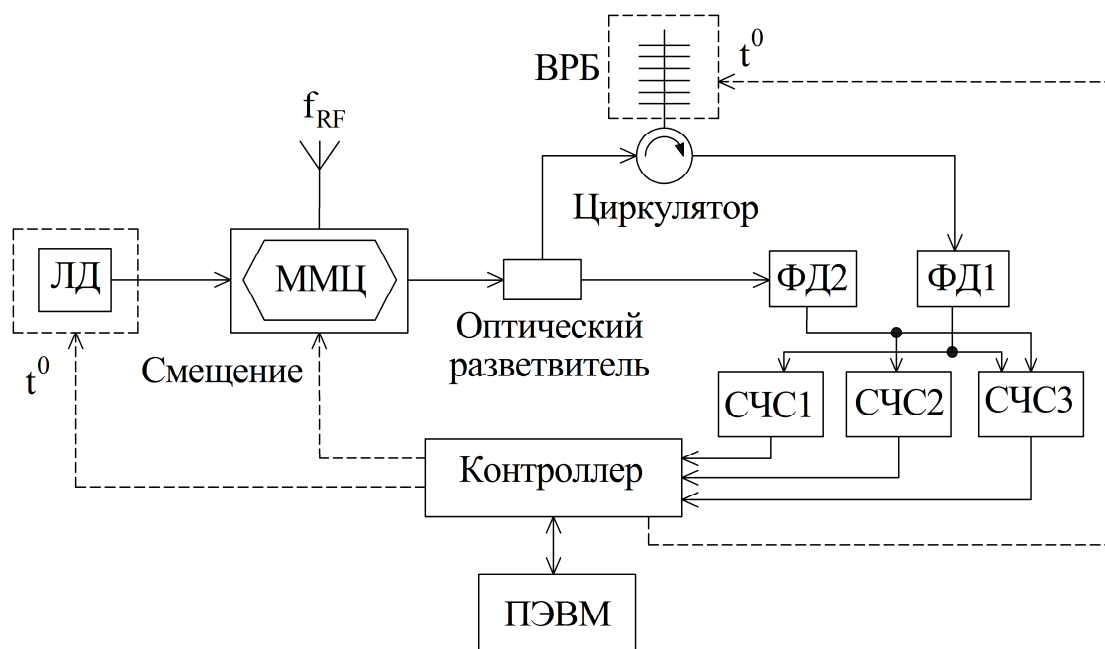 t⁰
ВРБ
f_RF
Циркулятор
ЛД
ММЦ
ФД2
ФД1
Оптический
разветвитель
Смещение
t⁰
СЧС1
СЧС2
СЧС3
Контроллер
ПЭВМ